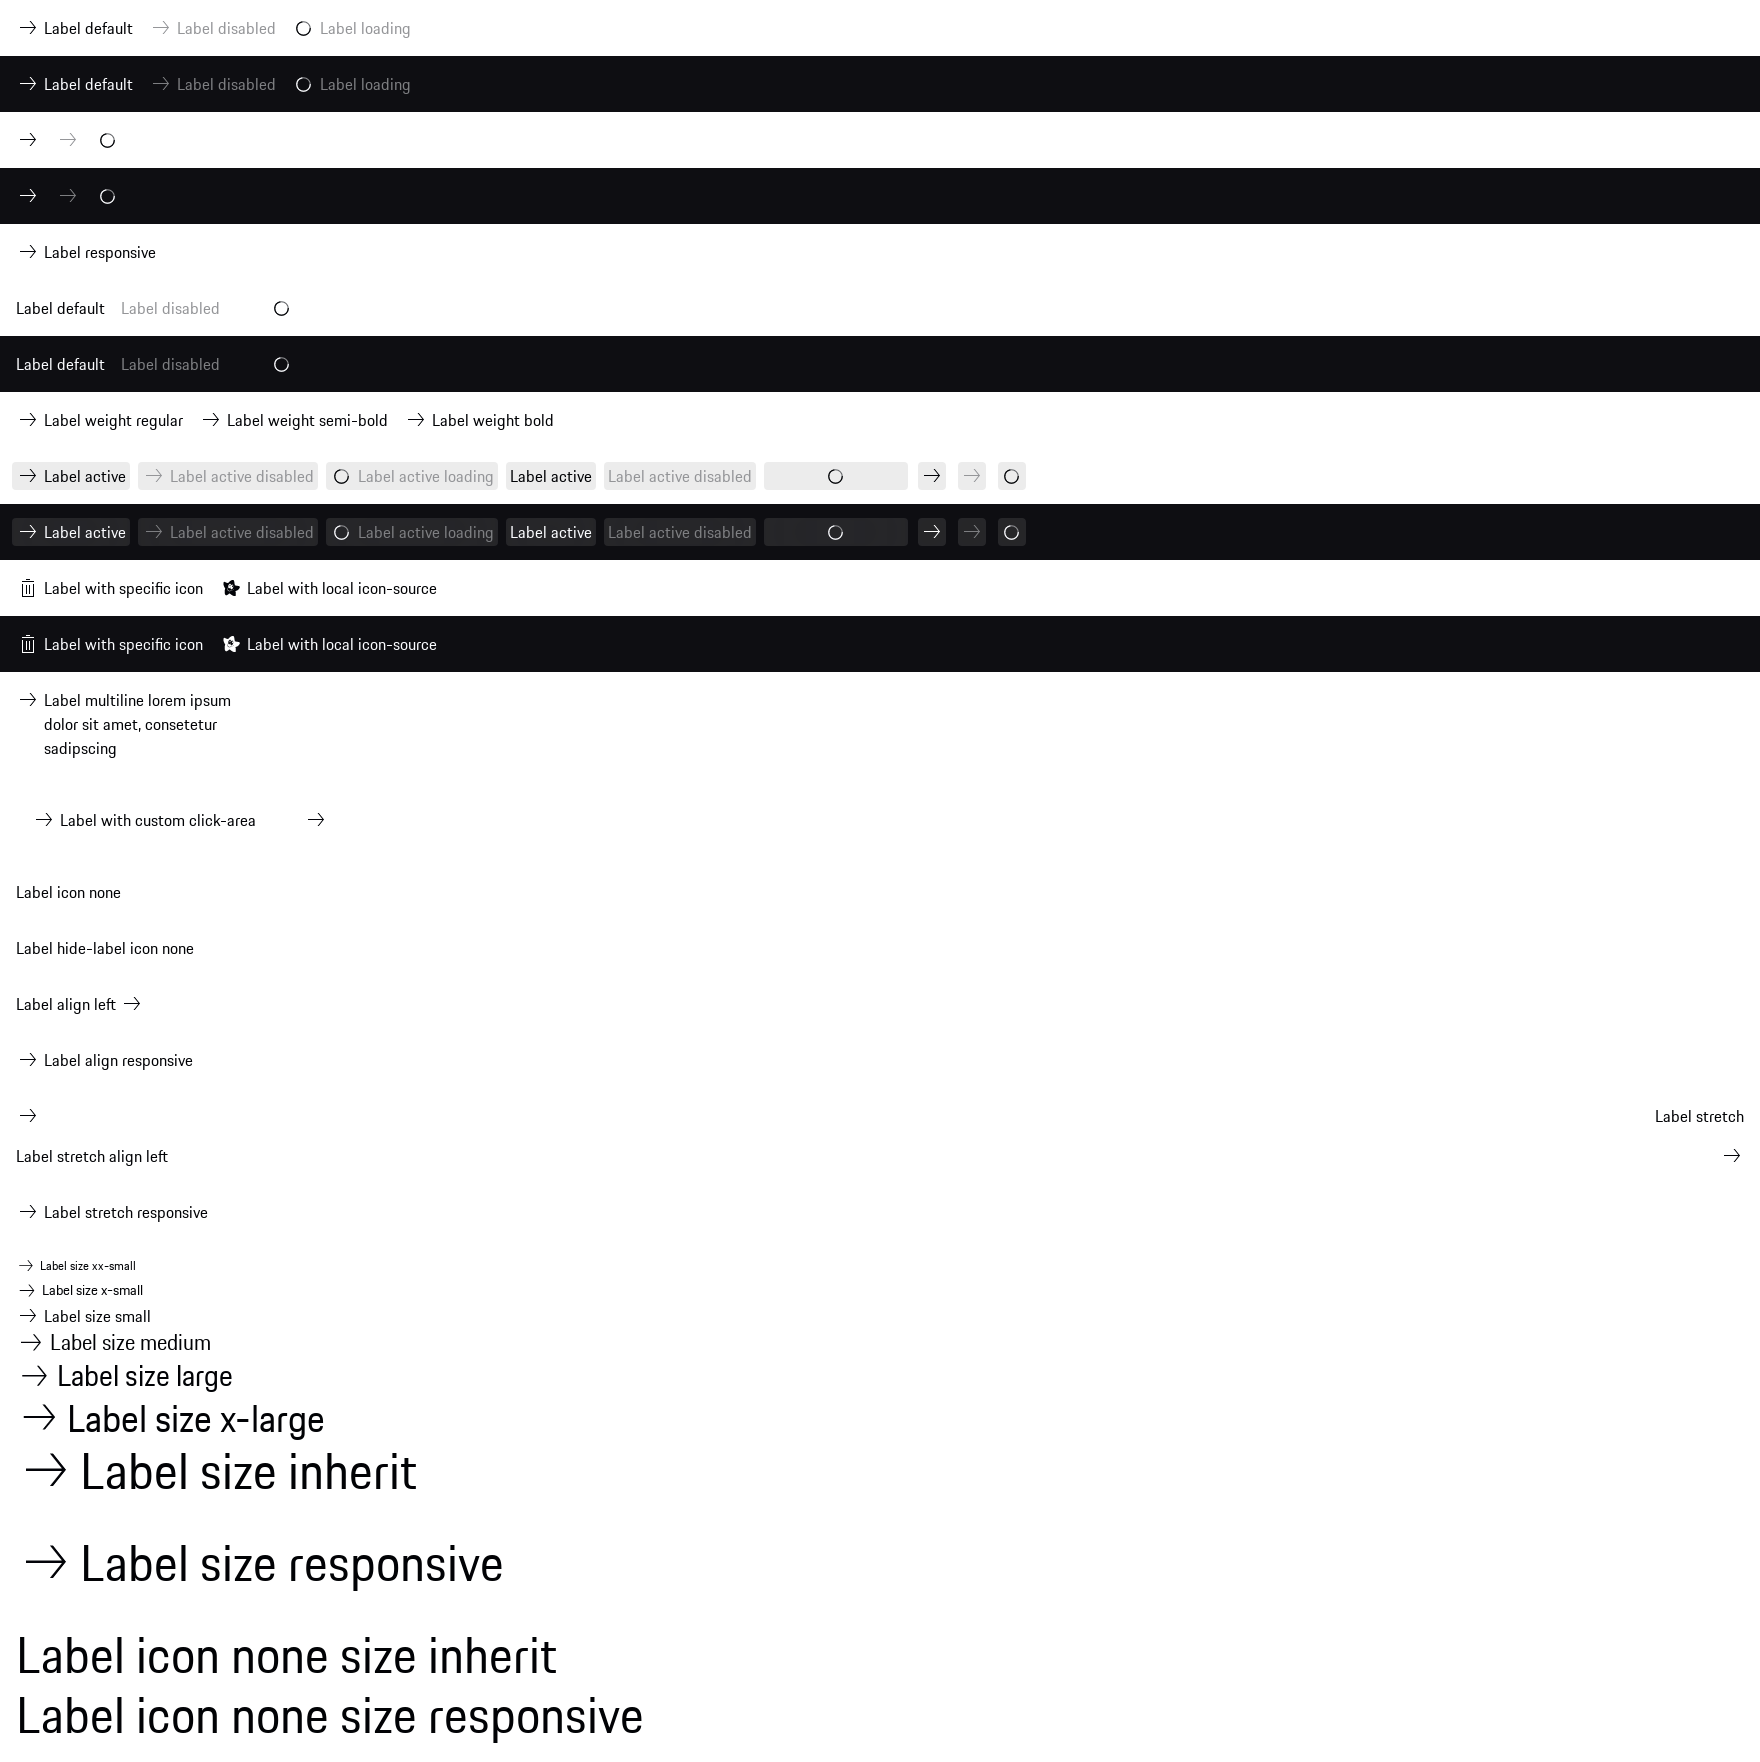 Label default Label disabled Label loading
Label default Label disabled Label loading
Label responsive
Label default Label disabled
Label default Label disabled
Label weight regular Label weight semi-bold Label weight bold
Label active Label active disabled Label active loading Label active Label active disabled
Label active Label active disabled Label active loading Label active Label active disabled
Label with specific icon Label with local icon-source
Label with specific icon Label with local icon-source
Label multiline lorem ipsum
dolor sit amet, consetetur
sadipscing
Label with custom click-area
Label icon none
Label hide-label icon none
Label align left
Label align responsive
Label stretch
Label stretch align left
Label stretch responsive
Label size xx-small
Label size x-small
Label size small
Label size medium
Label size large
Label size x-large
Label size inherit
Label size responsive
Label icon none size inherit
Label icon none size responsive